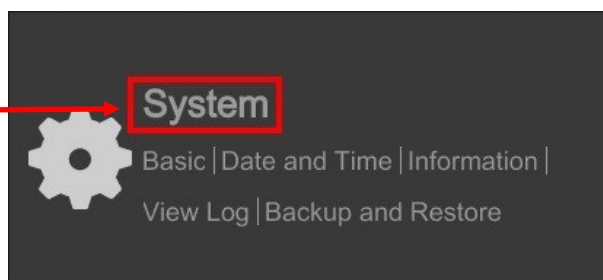 System
Basic|Date and Time|Information|
View Log|Backup and Restore